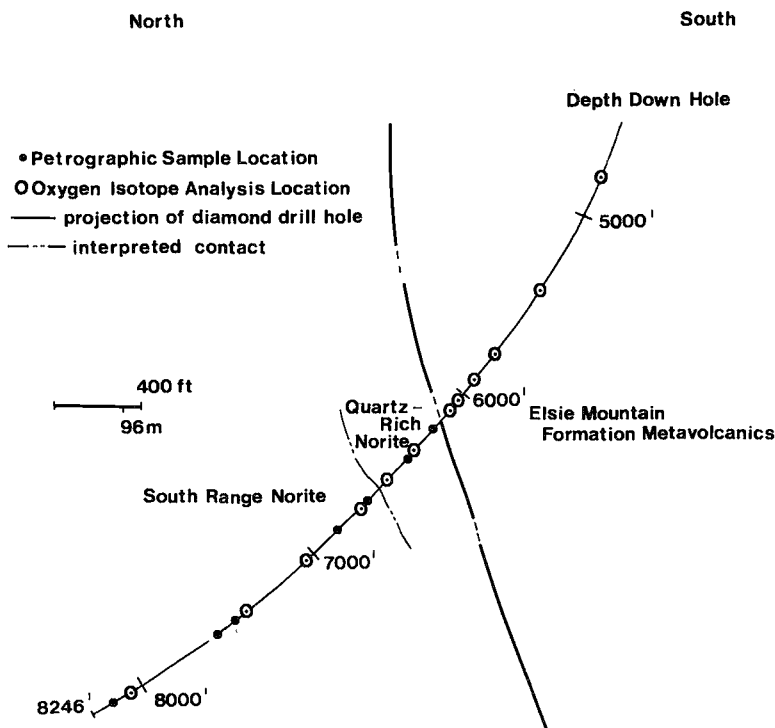 North
South
Depth Down Hole
Petrographic Sample Location
Oxygen Isotope Analysis Location
projection of diamond drill hole
interpreted contact
5000'
400 ft
96m
6000'
Quartz-
Rich
Norite
Elsie Mountain
Formation Metavolcanics
South Range Norite
7000'
8000'
8246'